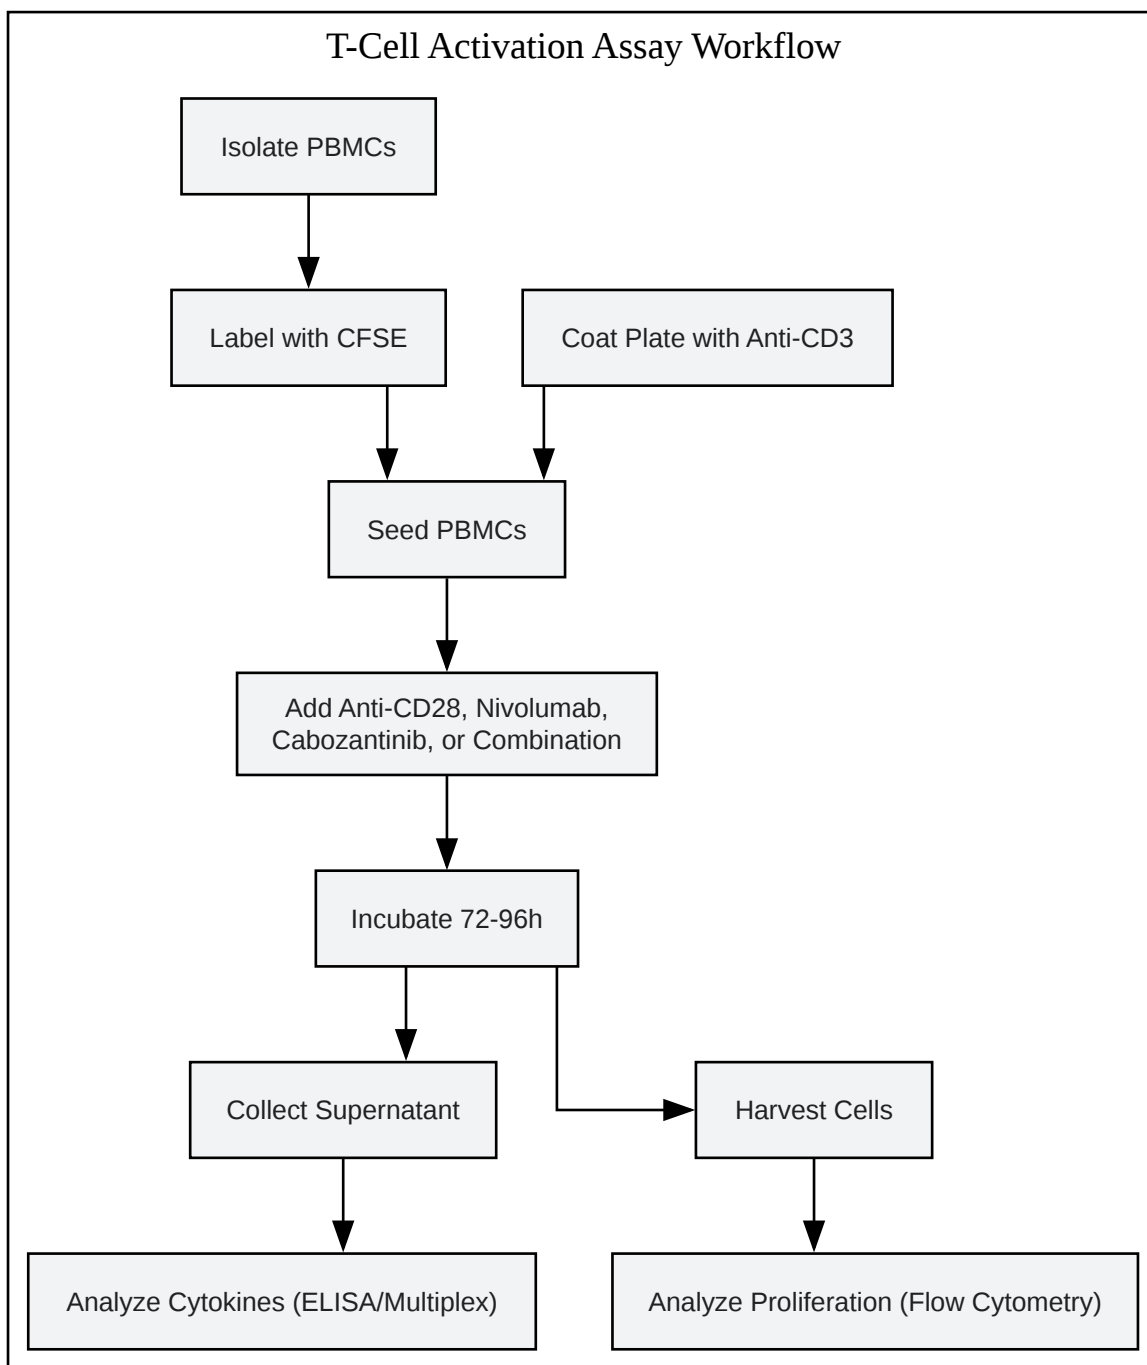 T-Cell Activation Assay Workflow
Isolate PBMCs
Label with CFSE
Coat Plate with Anti-CD3
Seed PBMCs
Add Anti-CD28, Nivolumab,
Cabozantinib, or Combination
Incubate 72-96h
Collect Supernatant
Harvest Cells
Analyze Cytokines (ELISA/Multiplex)
Analyze Proliferation (Flow Cytometry)